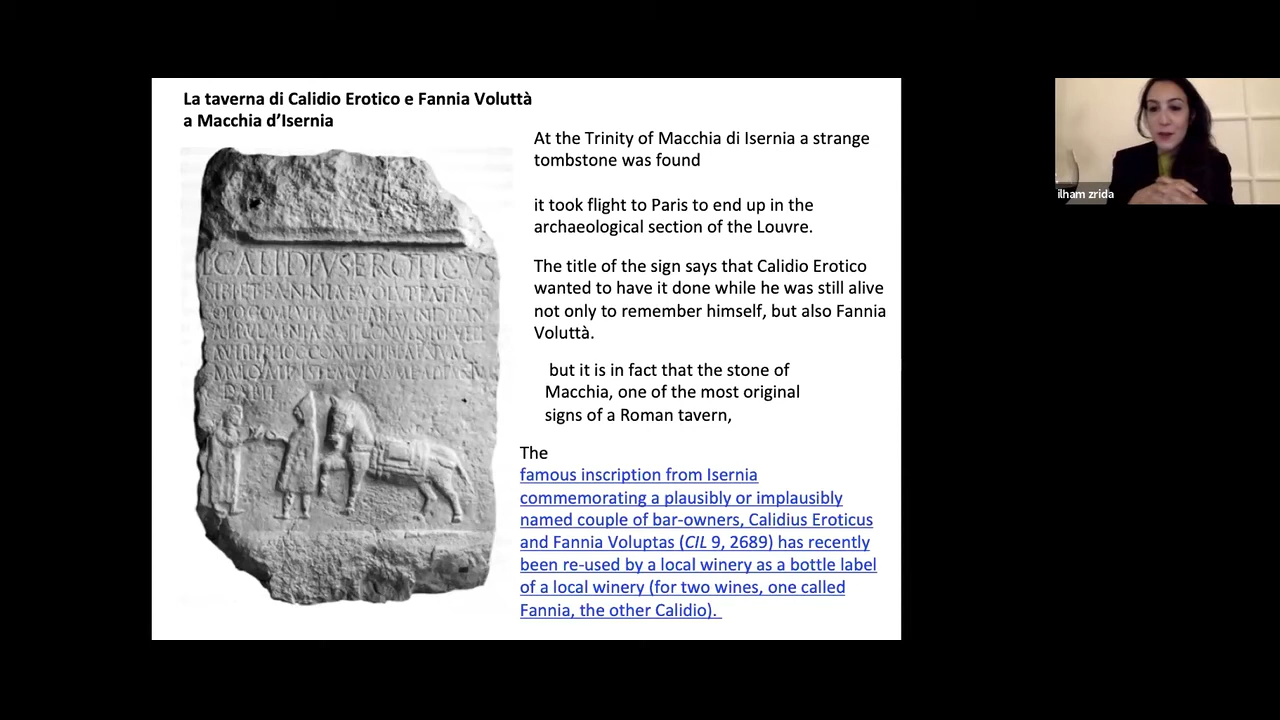 La taverna di Calidio Erotico e Fannia Voluttà
a Macchia d'Isernia
At the Trinity of Macchia di Isernia a strange
tombstone was found
it took flight to Paris to end up in the
archaeological section of the Louvre.
The title of the sign says that Calidio Erotico
wanted to have it done while he was still alive
not only to remember himself, but also Fannia
Voluttà.
but it is in fact that the stone of
Macchia, one of the most original
signs of a Roman tavern,
The
famous inscription from Isernia
commemorating a plausibly or implausibly
named couple of bar-owners, Calidius Eroticus
and Fannia Voluptas (CIL 9, 2689) has recently
been re-used by a local winery as a bottle label
of a local winery (for two wines, one called
Fannia, the other Calidio).
CALIDIVS EROTICVS
ilham zrida